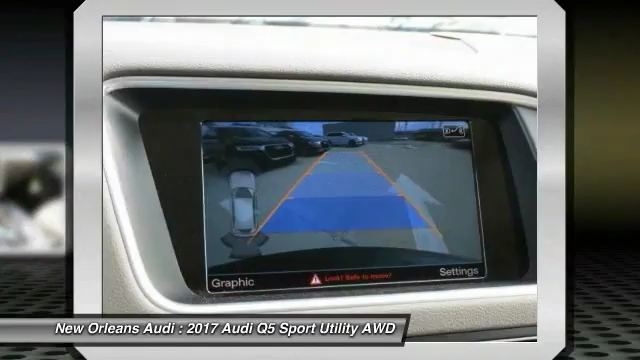 Graphic
Look! Safe to move?
Settings
New Orleans Audi : 2017 Audi Q5 Sport Utility AWD